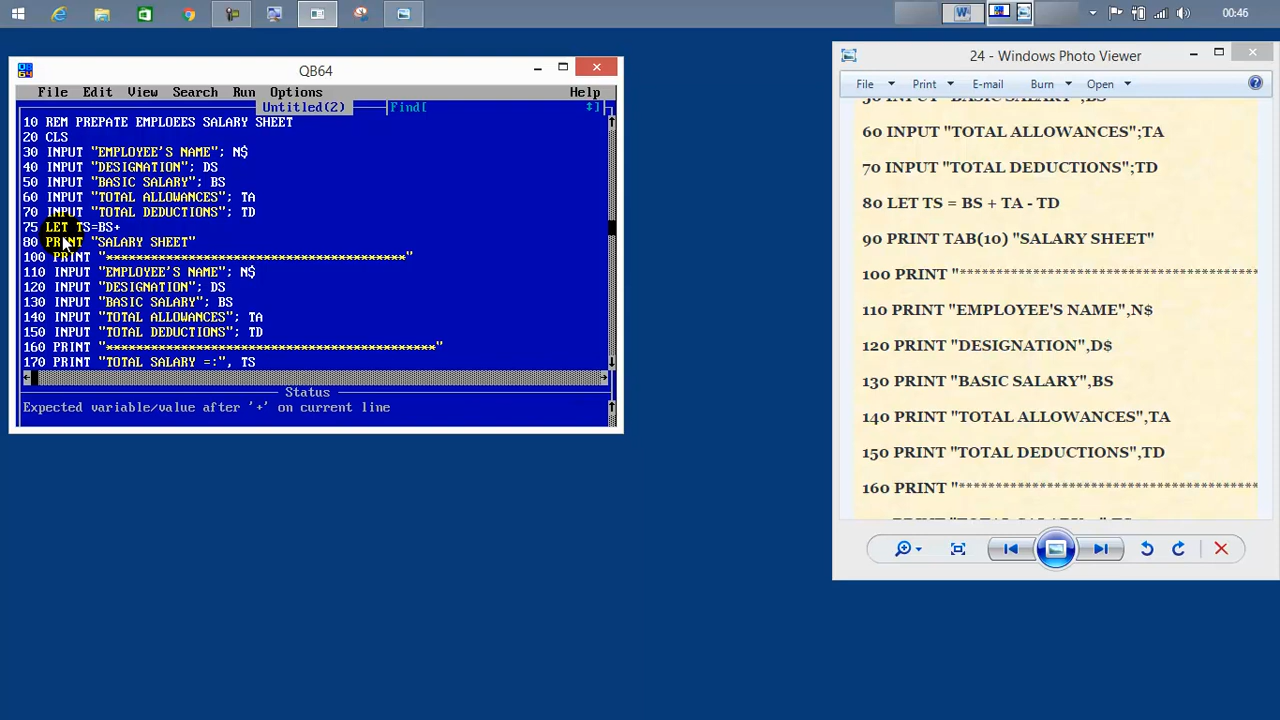 00:46
QB64
File Edit View Search Run Options Help
Untitled(2) Find[ ]
10 REM PREPATE EMPLOEES SALARY SHEET
20 CLS
30 INPUT "EMPLOYEE'S NAME"; N$
40 INPUT "DESIGNATION"; DS
50 INPUT "BASIC SALARY"; BS
60 INPUT "TOTAL ALLOWANCES"; TA
70 INPUT "TOTAL DEDUCTIONS"; TD
75 LET TS=BS+
80 PRINT "SALARY SHEET"
100 PRINT "****************************************"
110 INPUT "EMPLOYEE'S NAME"; N$
120 INPUT "DESIGNATION"; DS
130 INPUT "BASIC SALARY"; BS
140 INPUT "TOTAL ALLOWANCES"; TA
150 INPUT "TOTAL DEDUCTIONS"; TD
160 PRINT "********************************************"
170 PRINT "TOTAL SALARY =:", TS
Status
Expected variable/value after '+' on current line
24 - Windows Photo Viewer
File Print E-mail Burn Open
50 INPUT "BASIC SALARY";BS
60 INPUT "TOTAL ALLOWANCES";TA
70 INPUT "TOTAL DEDUCTIONS";TD
80 LET TS = BS + TA - TD
90 PRINT TAB(10) "SALARY SHEET"
100 PRINT "***********************************
110 PRINT "EMPLOYEE'S NAME",N$
120 PRINT "DESIGNATION",D$
130 PRINT "BASIC SALARY",BS
140 PRINT "TOTAL ALLOWANCES",TA
150 PRINT "TOTAL DEDUCTIONS",TD
160 PRINT "***********************************